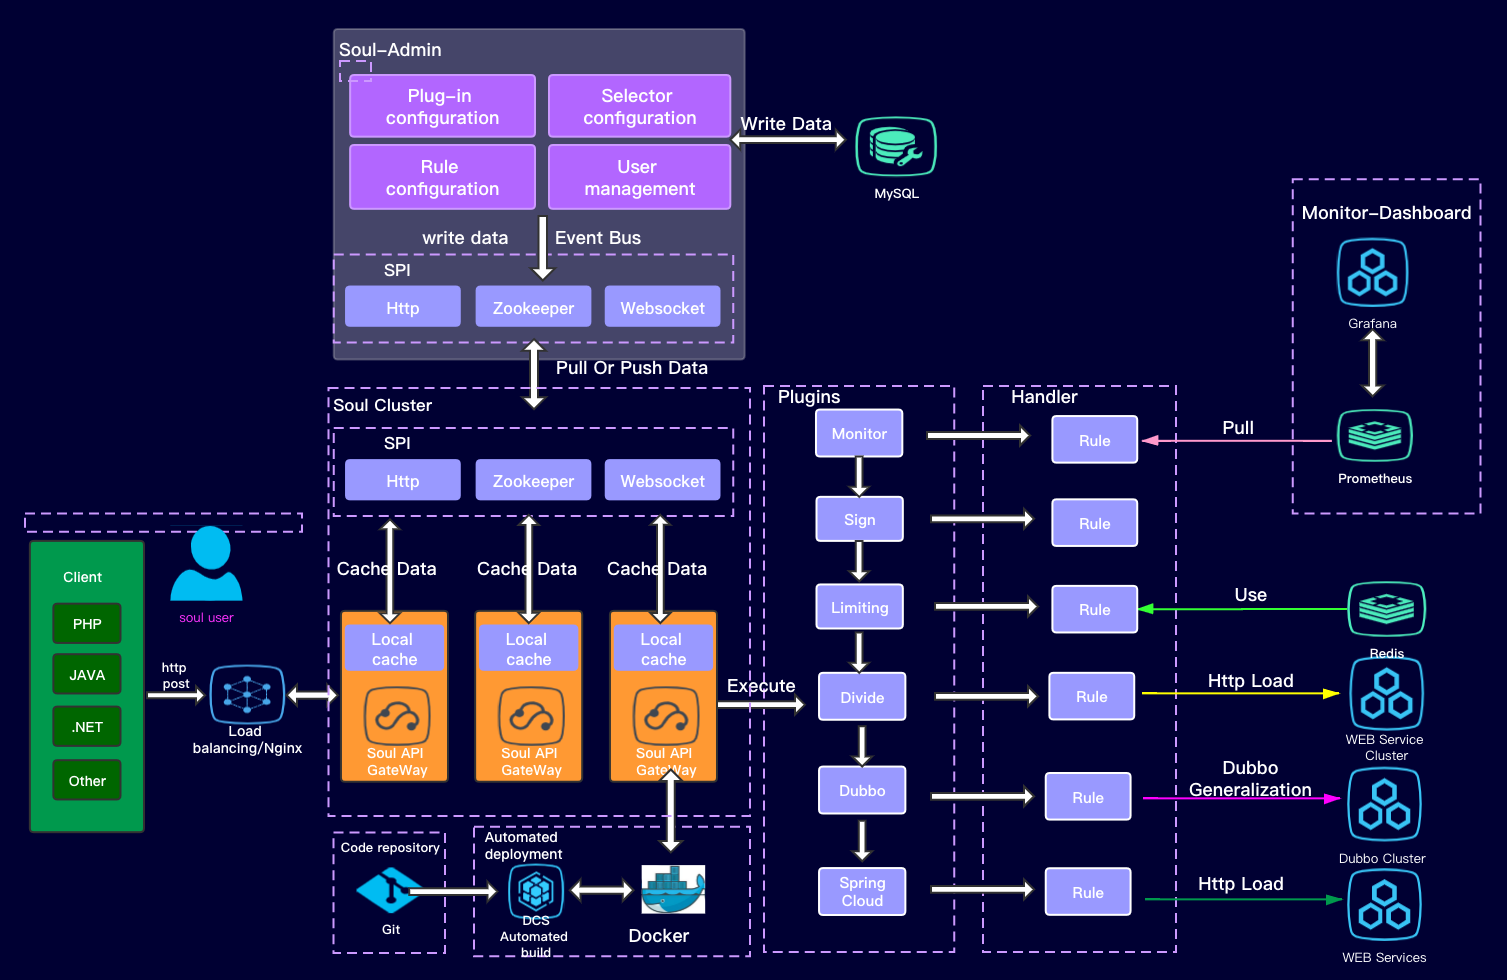 Soul-Admin
Plug-in
configuration
Selector
configuration
Rule
configuration
User
management
Write Data
MySQL
write data
Event Bus
SPI
Http
Zookeeper
Websocket
Pull Or Push Data
Soul Cluster
SPI
Http
Zookeeper
Websocket
Cache Data
Cache Data
Cache Data
Local
cache
Local
cache
Local
cache
Soul API
GateWay
Soul API
GateWay
Soul API
GateWay
Execute
Client
PHP
JAVA
.NET
Other
soul user
http
post
Load
balancing/Nginx
Code repository
Git
Automated
deployment
DCS
Automated
build
Docker
Plugins
Monitor
Sign
Limiting
Divide
Dubbo
Spring
Cloud
Handler
Rule
Rule
Rule
Rule
Rule
Rule
Monitor-Dashboard
Grafana
Prometheus
Pull
Use
Redis
Http Load
WEB Service
Cluster
Dubbo
Generalization
Dubbo Cluster
Http Load
WEB Services